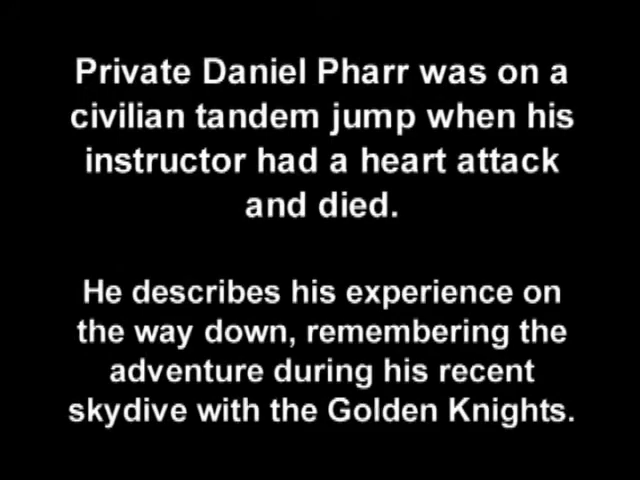 Private Daniel Pharr was on a
civilian tandem jump when his
instructor had a heart attack
and died.
He describes his experience on
the way down, remembering the
adventure during his recent
skydive with the Golden Knights.